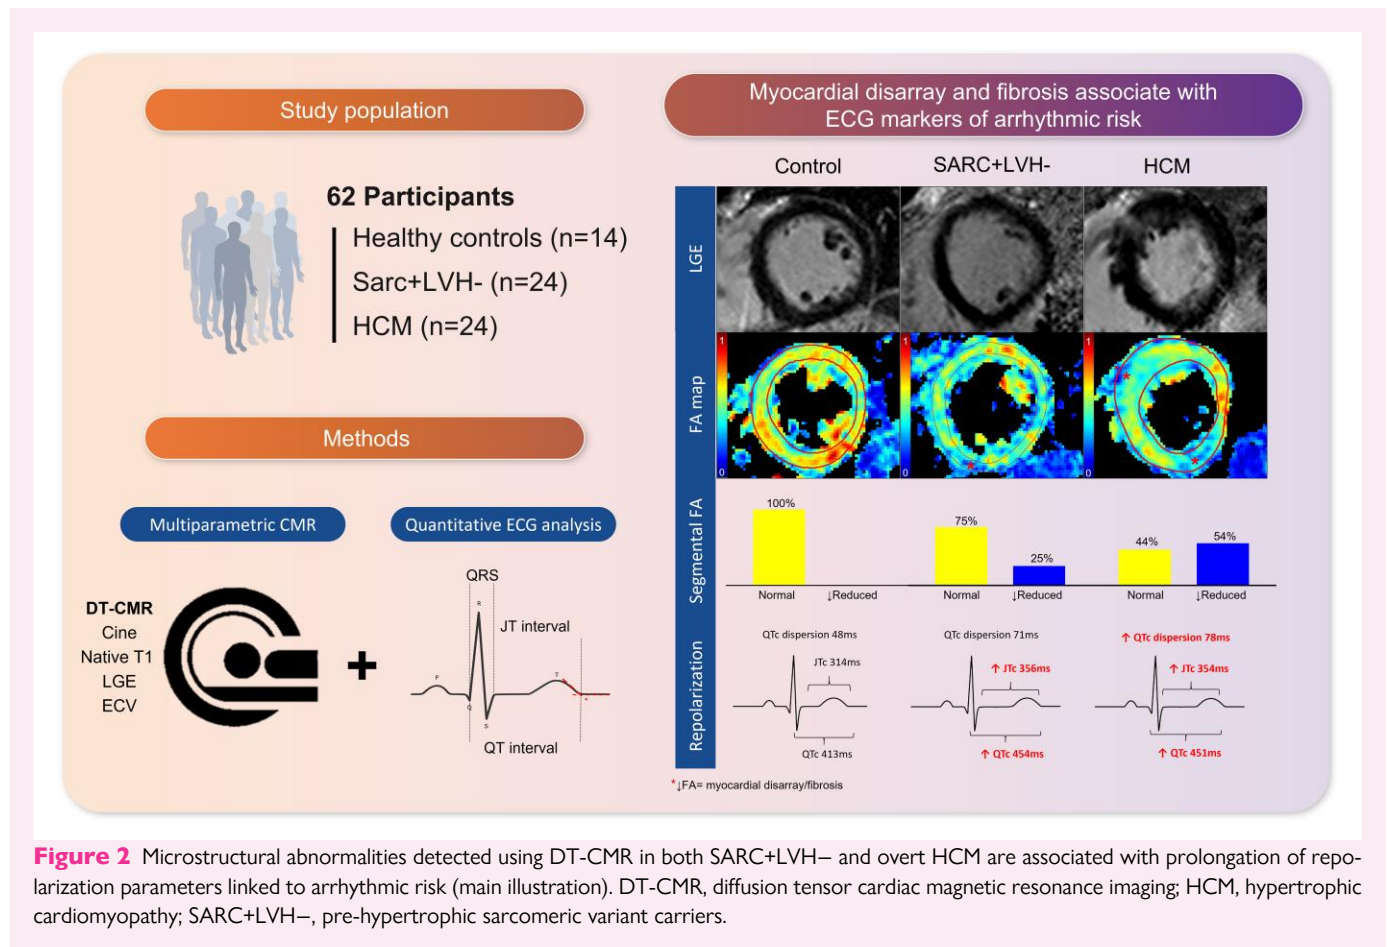 Study population
62 Participants
Healthy controls (n=14)
Sarc+LVH- (n=24)
HCM (n=24)
Methods
Multiparametric CMR
Quantitative ECG analysis
DT-CMR
Cine
Native T1
LGE
ECV
+
QRS
R
JT interval
P
T
Q
S
QT interval
Myocardial disarray and fibrosis associate with
ECG markers of arrhythmic risk
Control SARC+LVH- HCM
LGE
FA map
1 1 1
0 0 0
Segmental FA
100%
Normal ↓Reduced
75%
25%
Normal ↓Reduced
44%
54%
Normal ↓Reduced
Repolarization
QTc dispersion 48ms
JTc 314ms
QTc 413ms
QTc dispersion 71ms
↑ JTc 356ms
↑ QTc 454ms
↑ QTc dispersion 78ms
↑ JTc 354ms
↑ QTc 451ms
*↓FA= myocardial disarray/fibrosis
Figure 2 Microstructural abnormalities detected using DT-CMR in both SARC+LVH− and overt HCM are associated with prolongation of repo-
larization parameters linked to arrhythmic risk (main illustration). DT-CMR, diffusion tensor cardiac magnetic resonance imaging; HCM, hypertrophic
cardiomyopathy; SARC+LVH−, pre-hypertrophic sarcomeric variant carriers.